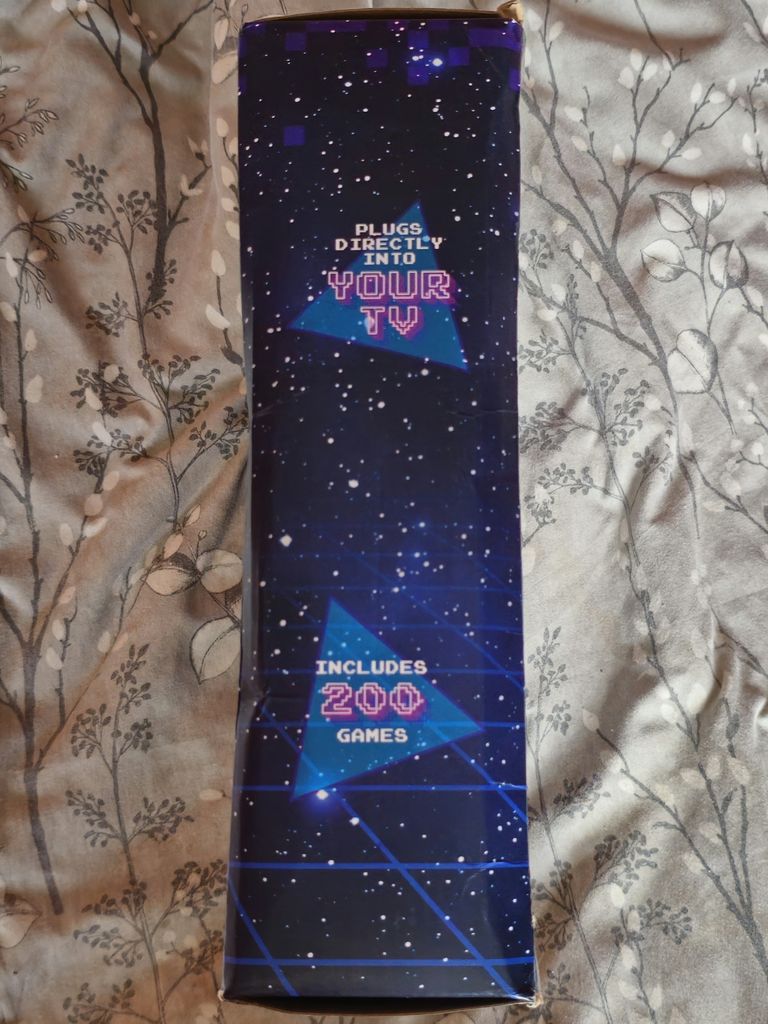 PLUGS
DIRECTLY
INTO
YOUR
TV
INCLUDES
200
GAMES